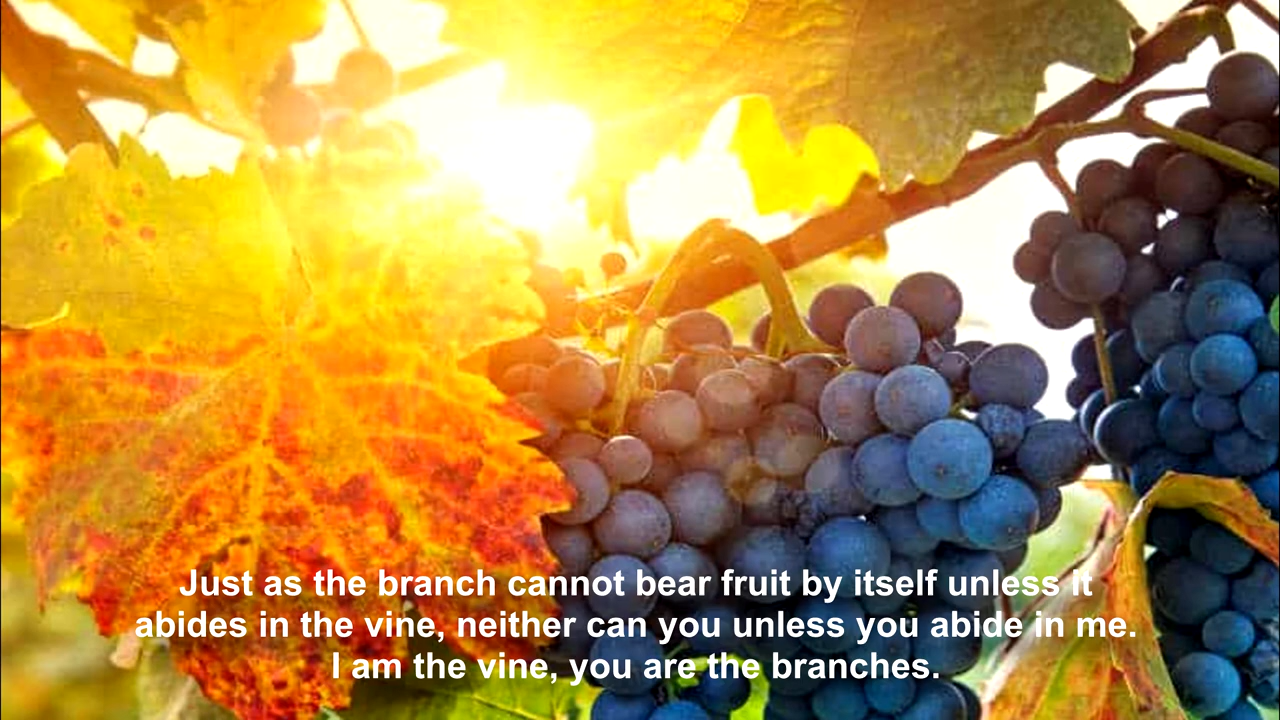 Just as the branch cannot bear fruit by itself unless It
abides in the vine, neither can you unless you abide in me.
I am the vine, you are the branches.